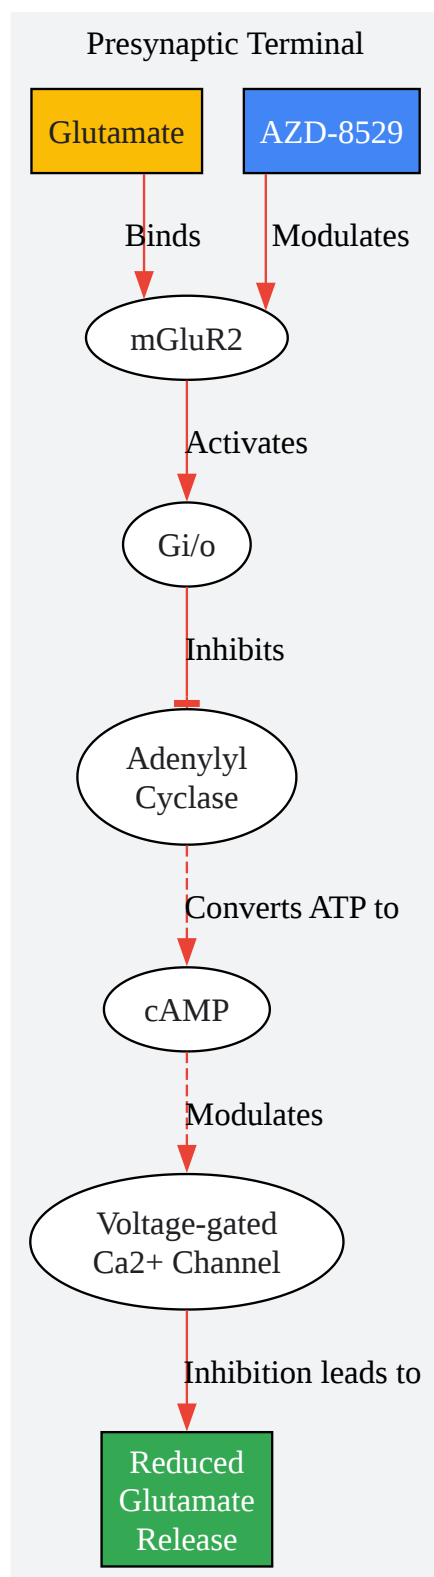 Presynaptic Terminal
Glutamate
AZD-8529
Binds
Modulates
mGluR2
Activates
Gi/o
Inhibits
Adenylyl
Cyclase
Converts ATP to
cAMP
Modulates
Voltage-gated
Ca2+ Channel
Inhibition leads to
Reduced
Glutamate
Release